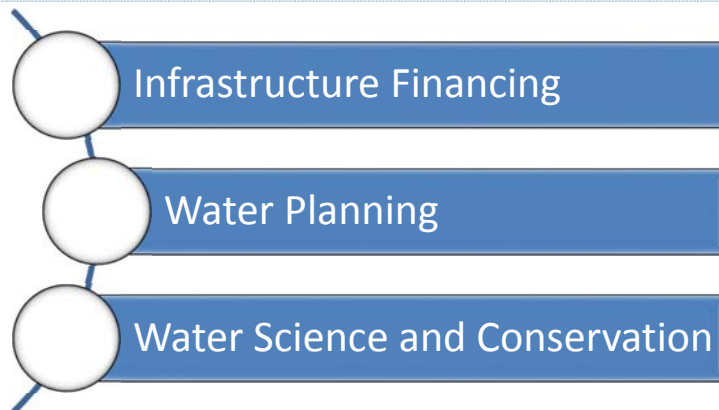 Infrastructure Financing
Water Planning
Water Science and Conservation